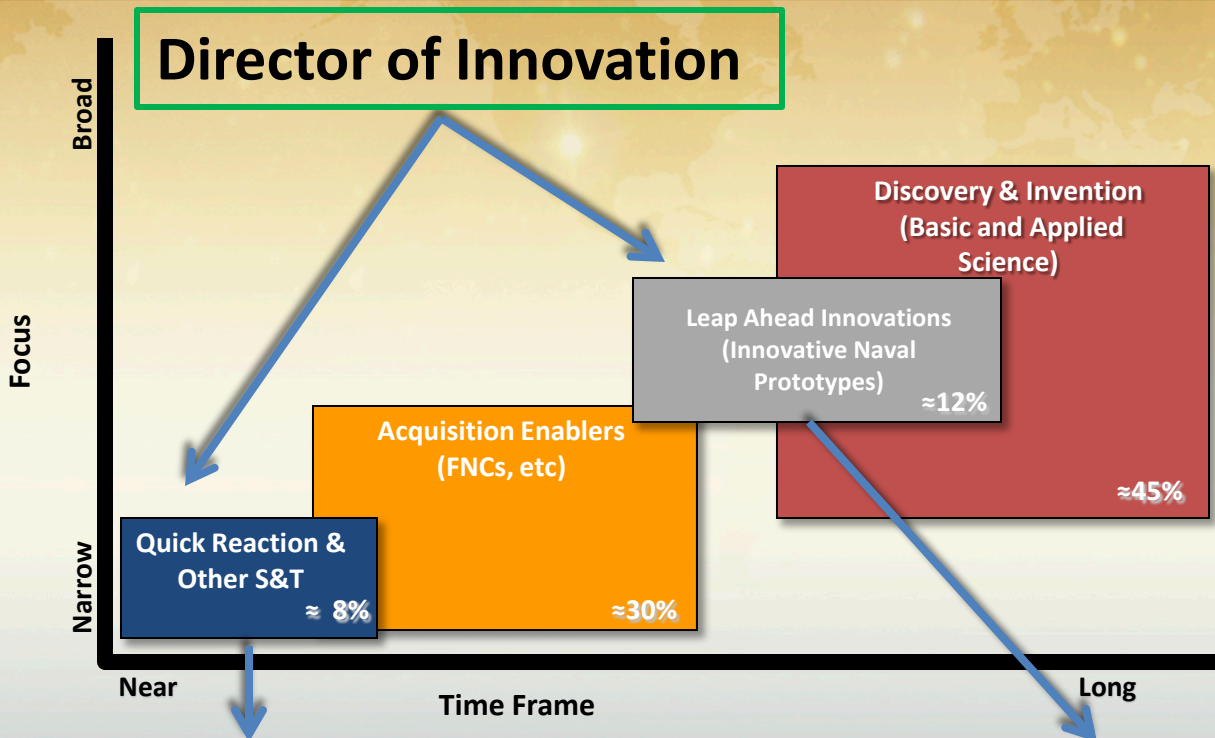 Director of Innovation
Broad
Focus
Narrow
Discovery & Invention
(Basic and Applied
Science)
≈45%
Leap Ahead Innovations
(Innovative Naval
Prototypes)
≈12%
Acquisition Enablers
(FNCs, etc)
≈30%
Quick Reaction &
Other S&T
≈ 8%
Near
Time Frame
Long